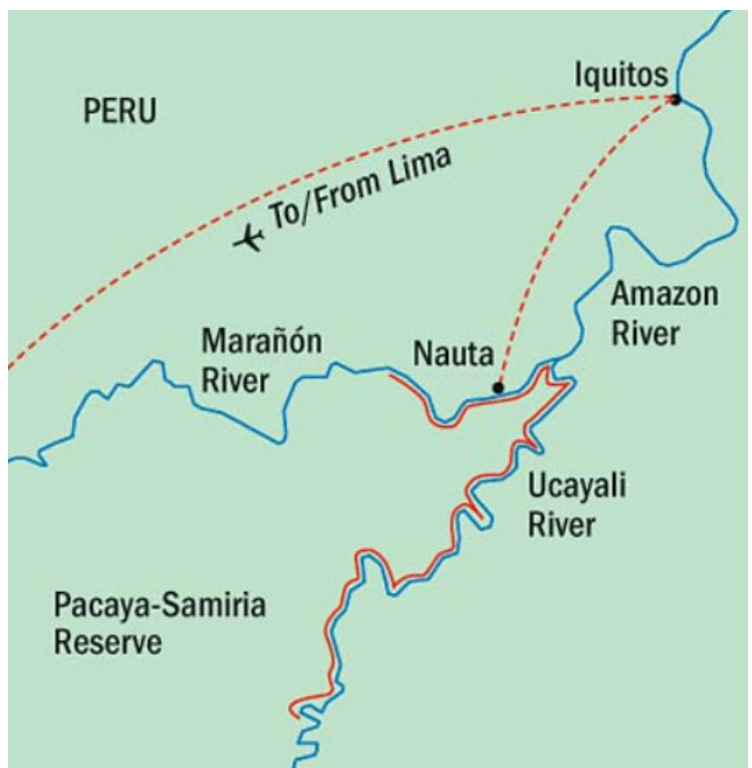 Iquitos
PERU
To/From Lima
Amazon
River
Marañón
River
Nauta
Ucayali
River
Pacaya-Samiria
Reserve